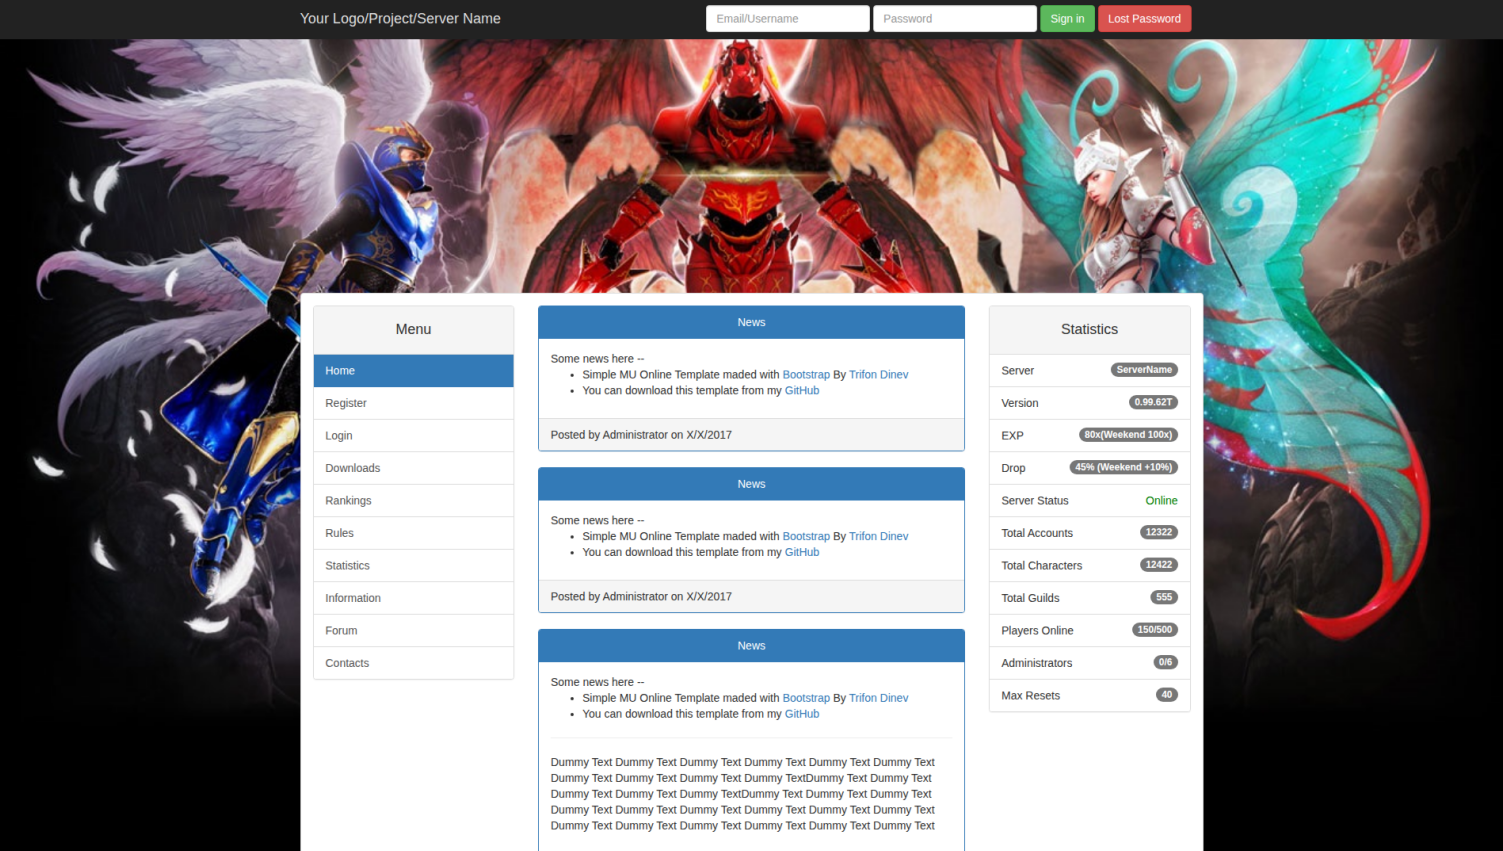 Your Logo/Project/Server Name
Email/Username
Password
Sign in
Lost Password
Menu
Home
Register
Login
Downloads
Rankings
Rules
Statistics
Information
Forum
Contacts
News
Some news here --
Simple MU Online Template maded with Bootstrap By Trifon Dinev
You can download this template from my GitHub
Posted by Administrator on X/X/2017
News
Some news here --
Simple MU Online Template maded with Bootstrap By Trifon Dinev
You can download this template from my GitHub
Posted by Administrator on X/X/2017
News
Some news here --
Simple MU Online Template maded with Bootstrap By Trifon Dinev
You can download this template from my GitHub
Dummy Text Dummy Text Dummy Text Dummy Text Dummy Text Dummy Text
Dummy Text Dummy Text Dummy Text Dummy TextDummy Text Dummy Text
Dummy Text Dummy Text Dummy TextDummy Text Dummy Text Dummy Text
Dummy Text Dummy Text Dummy Text Dummy Text Dummy Text Dummy Text
Dummy Text Dummy Text Dummy Text Dummy Text Dummy Text Dummy Text
Statistics
Server ServerName
Version 0.99.62T
EXP 80x(Weekend 100x)
Drop 45% (Weekend +10%)
Server Status Online
Total Accounts 12322
Total Characters 12422
Total Guilds 555
Players Online 150/500
Administrators 0/6
Max Resets 40